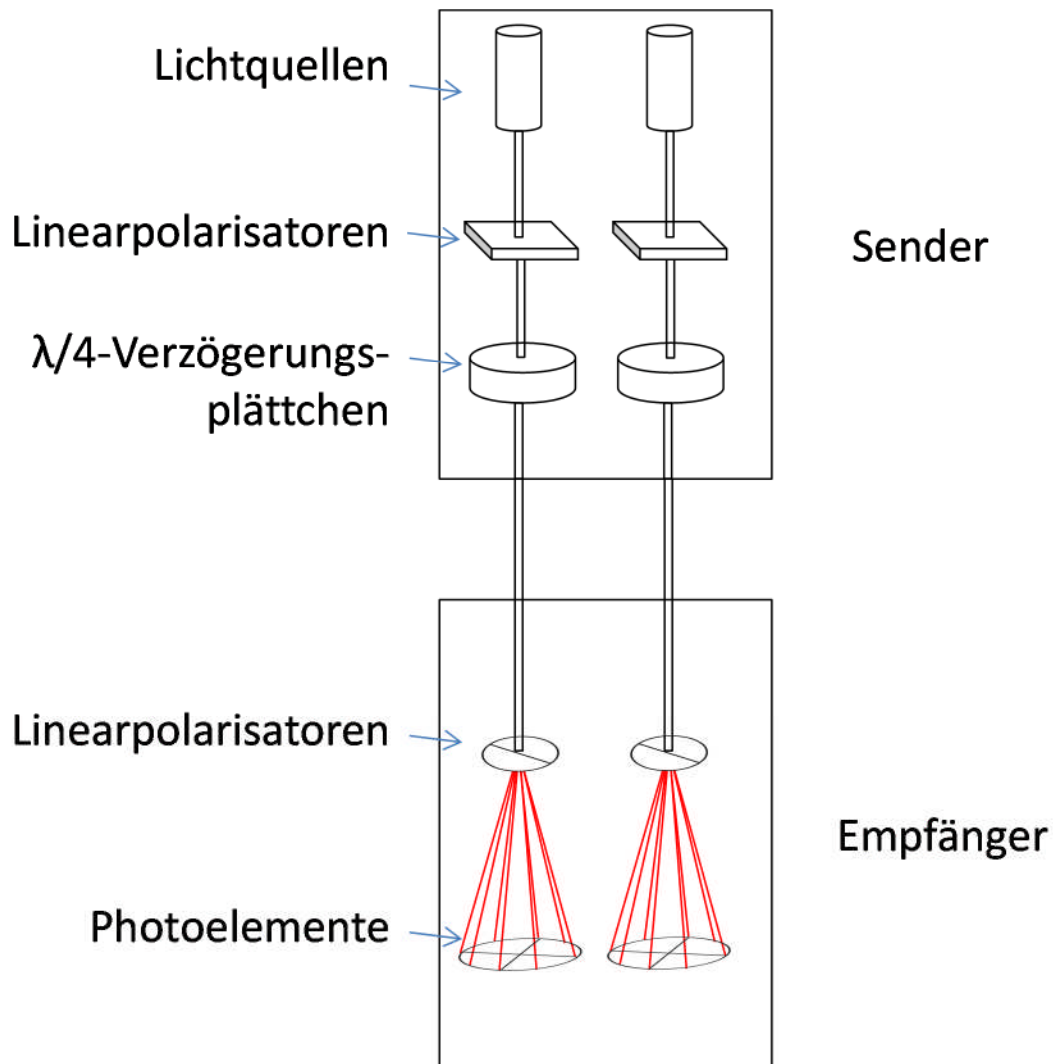 Lichtquellen
Linearpolarisatoren
Sender
λ/4-Verzögerungs-
plättchen
Linearpolarisatoren
Empfänger
Photoelemente